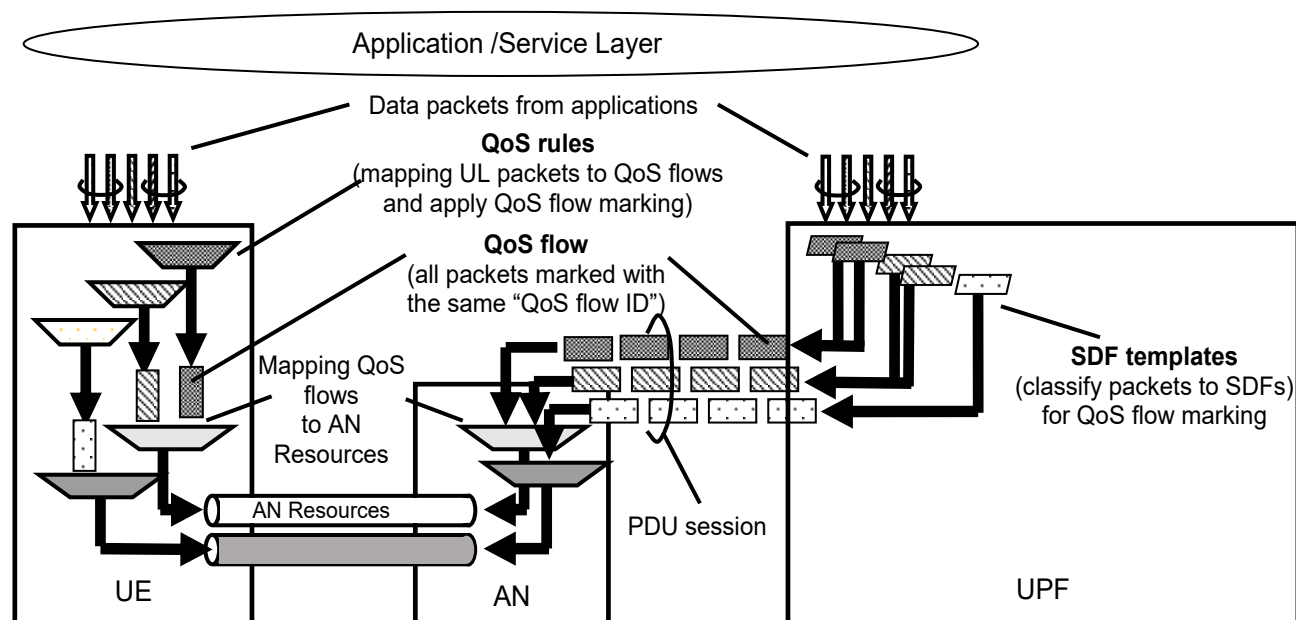 Application /Service Layer
Data packets from applications
QoS rules
(mapping UL packets to QoS flows
and apply QoS flow marking)
QoS flow
(all packets marked with
the same “QoS flow ID”)
Mapping QoS
flows
to AN
Resources
SDF templates
(classify packets to SDFs)
for QoS flow marking
AN Resources
PDU session
UE
AN
UPF